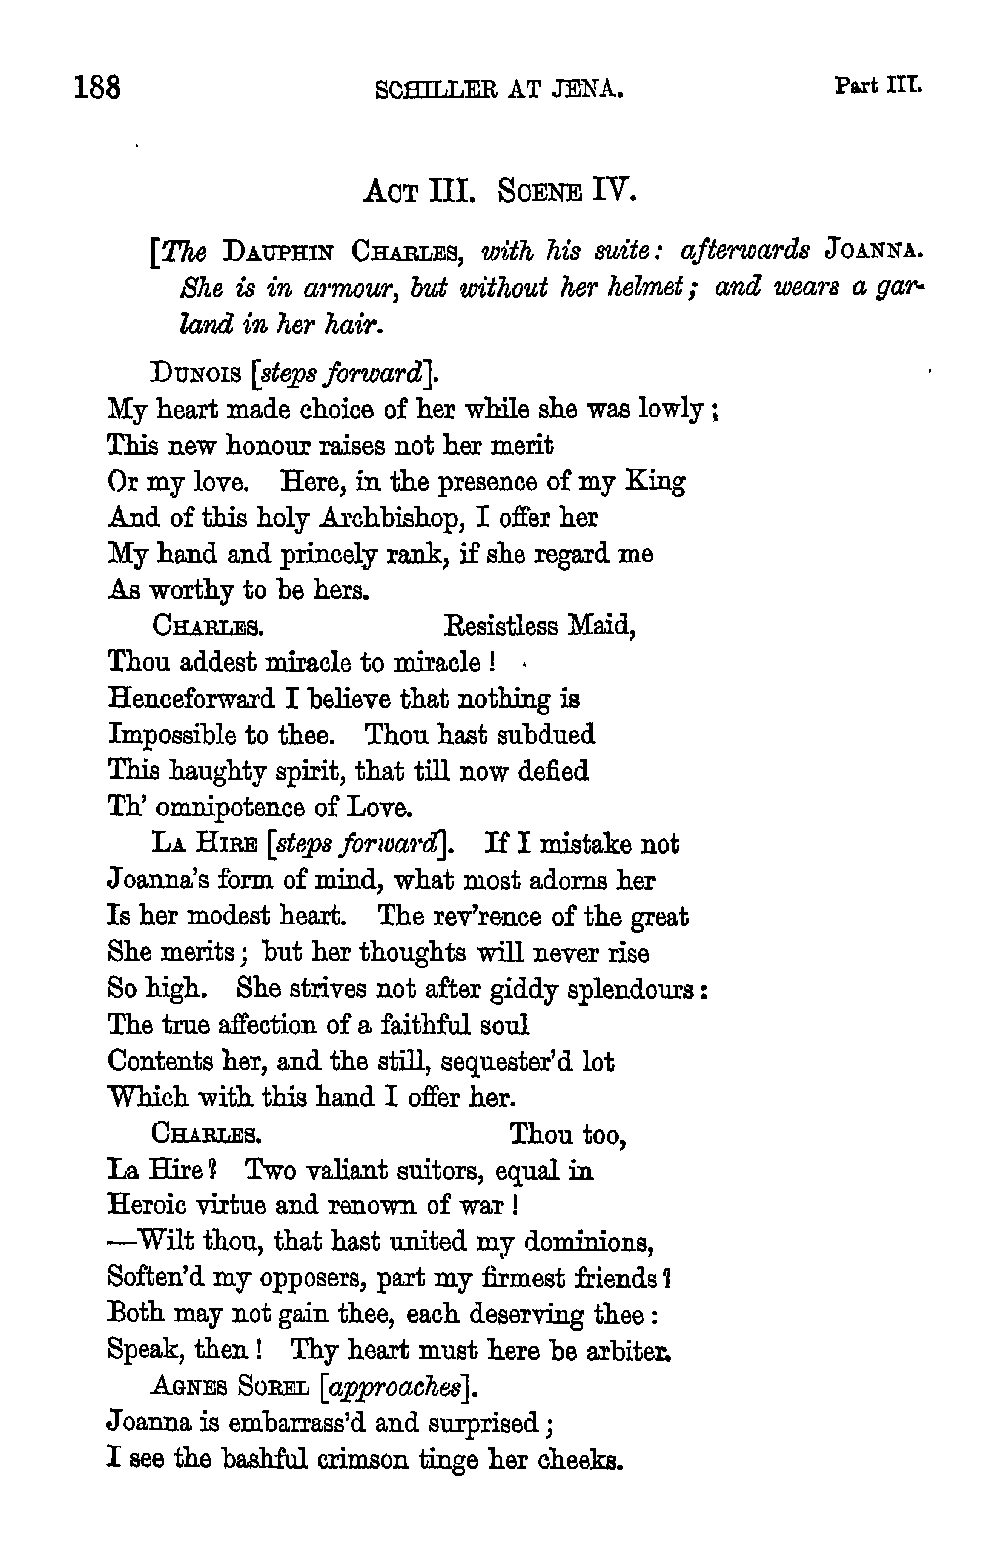 188 SCHILLER AT JENA. Part III.
ACT III. SCENE IV.
[The DAUPHIN CHARLES, with his suite: afterwards JOANNA.
She is in armour, but without her helmet; and wears a gar-
land in her hair.
DUNOIS [steps forward].
My heart made choice of her while she was lowly;
This new honour raises not her merit
Or my love. Here, in the presence of my King
And of this holy Archbishop, I offer her
My hand and princely rank, if she regard me
As worthy to be hers.
CHARLES. Resistless Maid,
Thou addest miracle to miracle!
Henceforward I believe that nothing is
Impossible to thee. Thou hast subdued
This haughty spirit, that till now defied
Th' omnipotence of Love.
LA HIRE [steps forward]. If I mistake not
Joanna's form of mind, what most adorns her
Is her modest heart. The rev'rence of the great
She merits; but her thoughts will never rise
So high. She strives not after giddy splendours:
The true affection of a faithful soul
Contents her, and the still, sequester'd lot
Which with this hand I offer her.
CHARLES. Thou too,
La Hire? Two valiant suitors, equal in
Heroic virtue and renown of war!
—Wilt thou, that hast united my dominions,
Soften'd my opposers, part my firmest friends?
Both may not gain thee, each deserving thee:
Speak, then! Thy heart must here be arbiter.
AGNES SOREL [approaches].
Joanna is embarrass'd and surprised;
I see the bashful crimson tinge her cheeks.